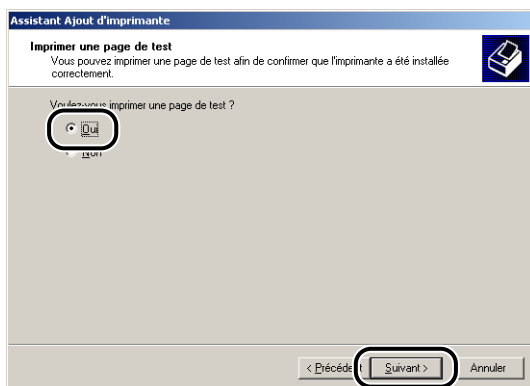 Assistant Ajout d'imprimante
Imprimer une page de test
Vous pouvez imprimer une page de test afin de confirmer que l'imprimante a été installée
correctement.
Voulez-vous imprimer une page de test ?
Oui
Non
< Précédent
Suivant >
Annuler